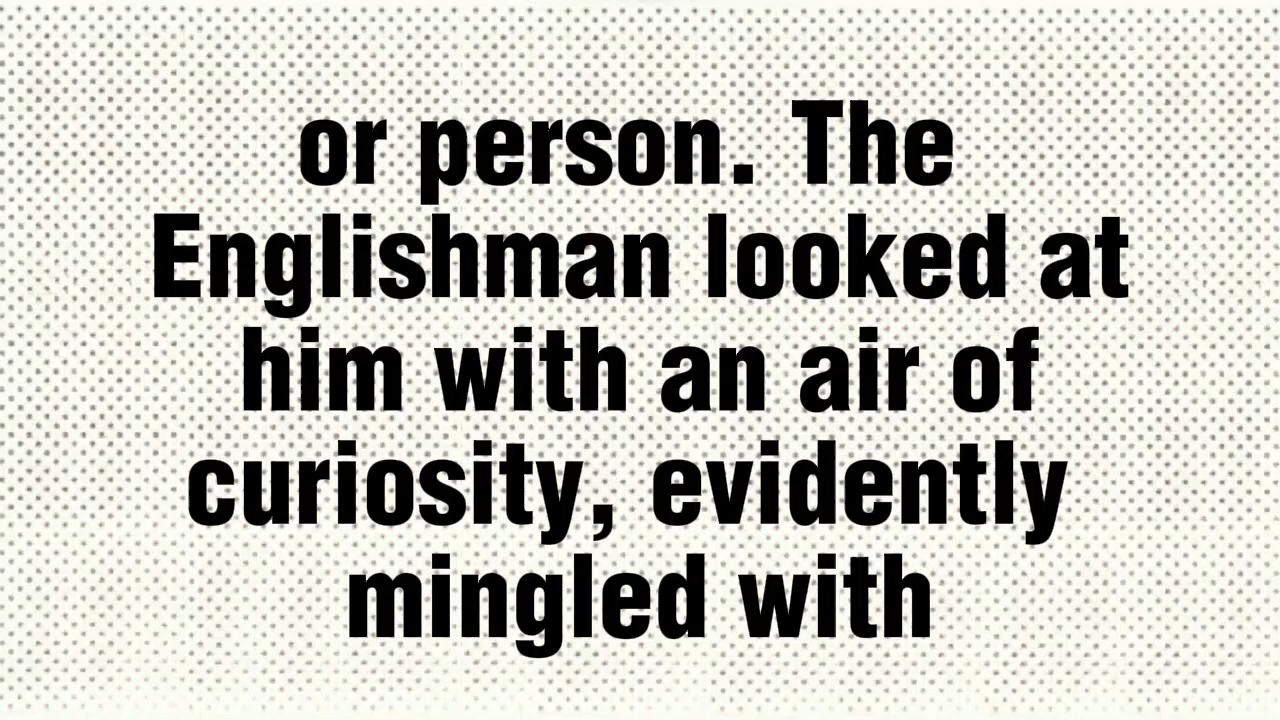 or person. The
Englishman looked at
him with an air of
curiosity, evidently
mingled with